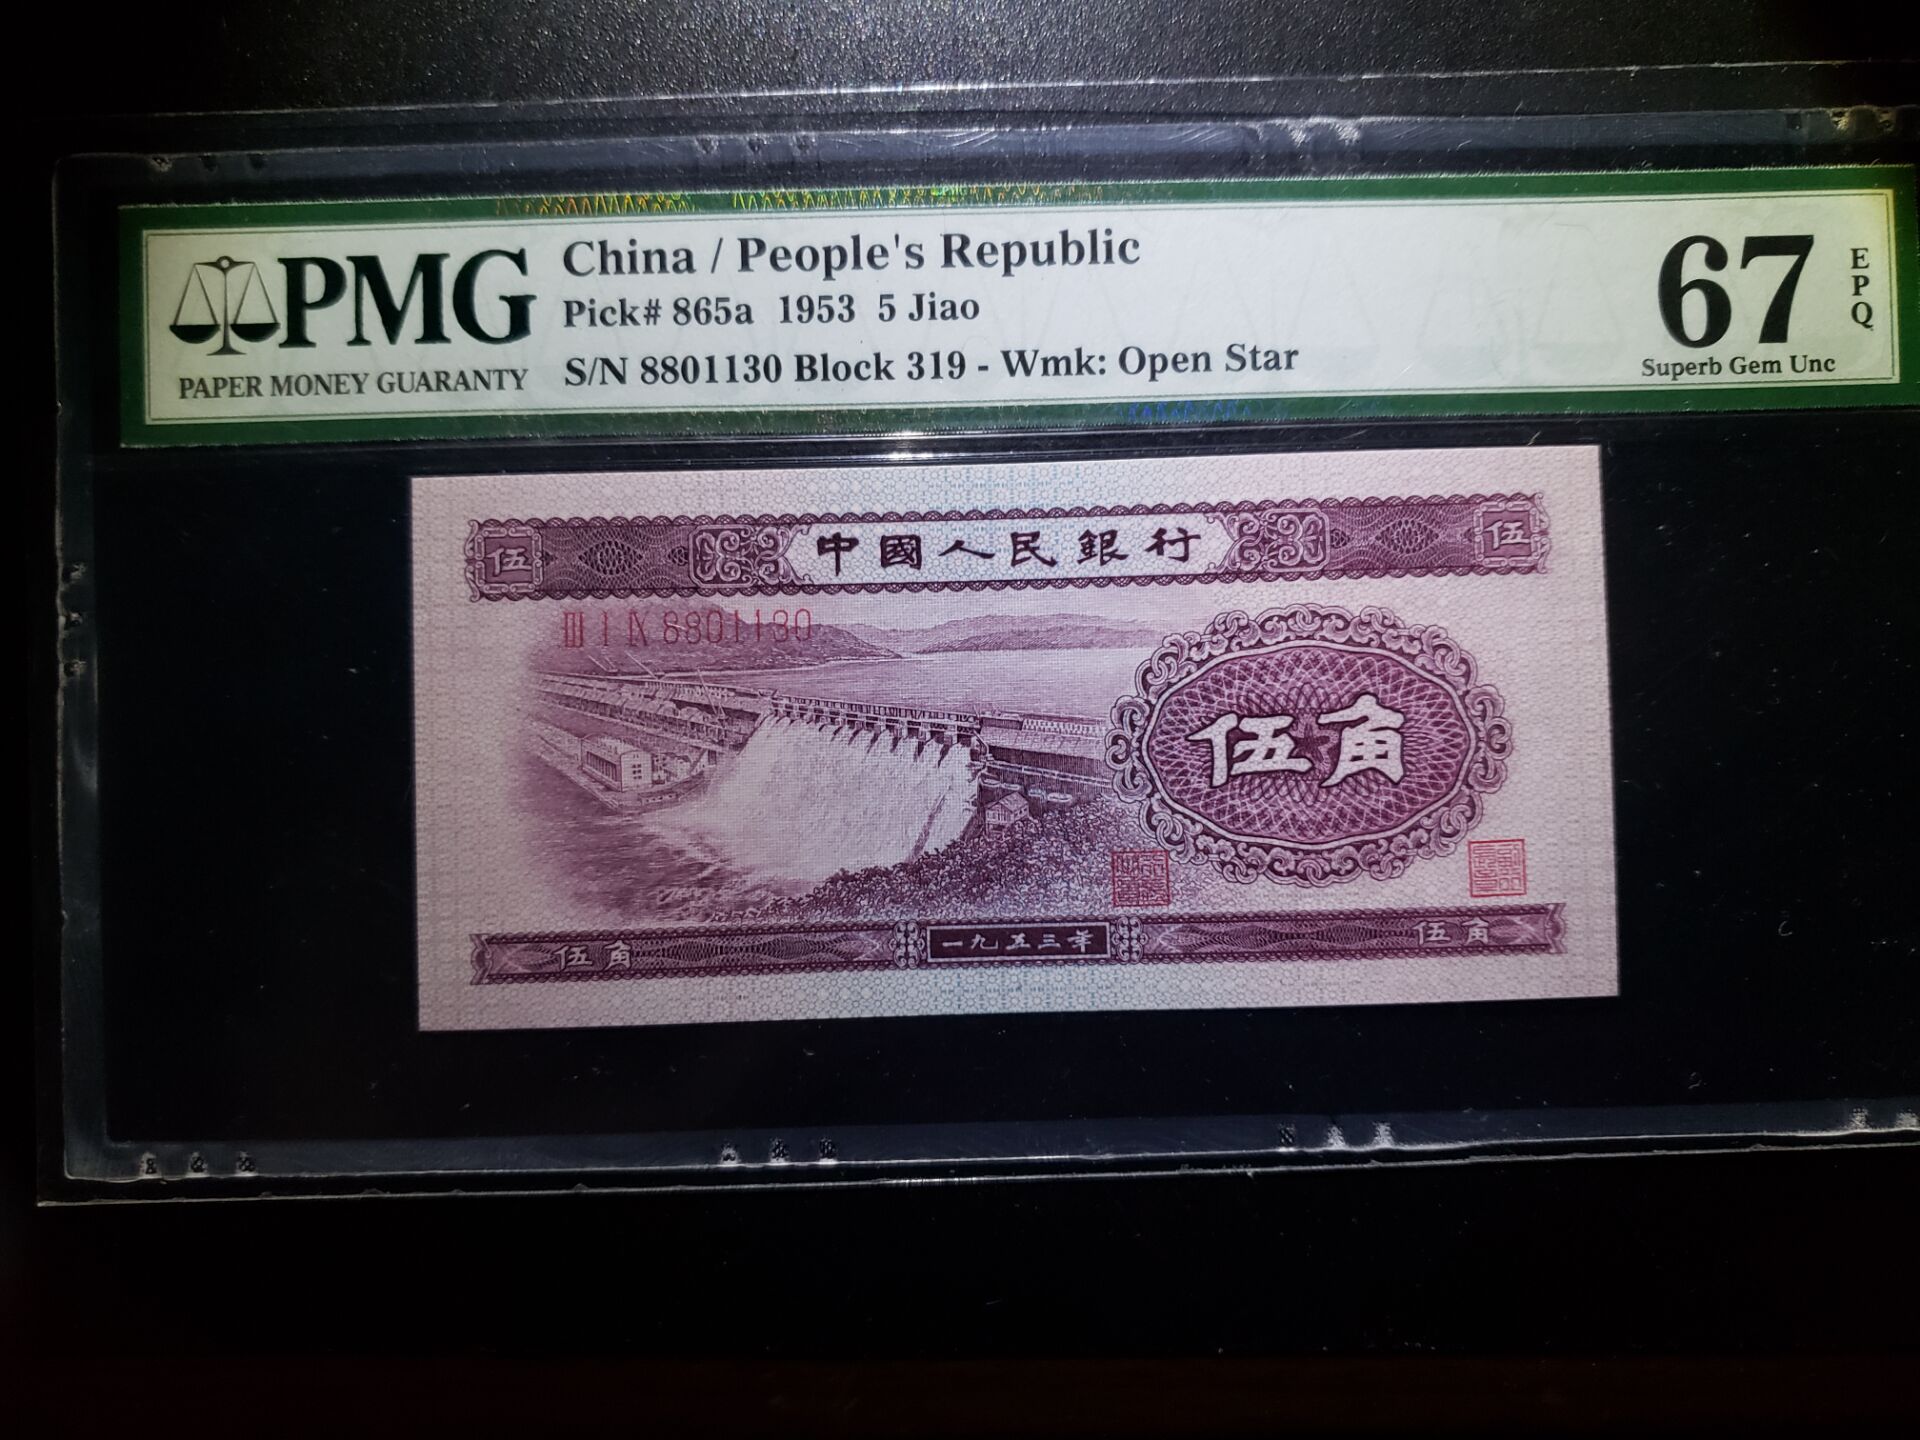 PMG
PAPER MONEY GUARANTY
China / People's Republic
Pick# 865a 1953 5 Jiao
S/N 8801130 Block 319 - Wmk: Open Star
67
EPQ
Superb Gem Unc
伍
中國人民銀行
伍
III I IX 8801130
伍角
伍角
一九五三年
伍角